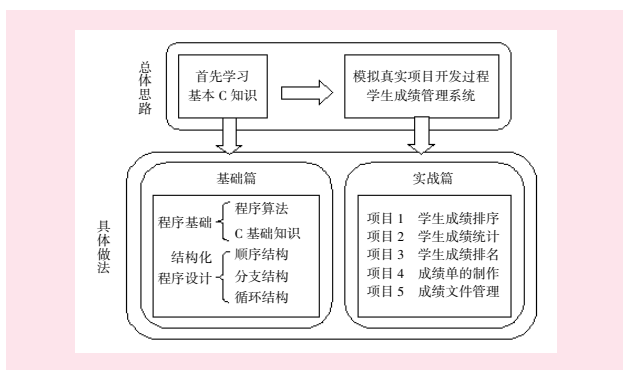 总体思路
首先学习
基本 C 知识
模拟真实项目开发过程
学生成绩管理系统
具体做法
基础篇
程序基础
程序算法
C 基础知识
结构化
程序设计
顺序结构
分支结构
循环结构
实战篇
项目 1 学生成绩排序
项目 2 学生成绩统计
项目 3 学生成绩排名
项目 4 成绩单的制作
项目 5 成绩文件管理